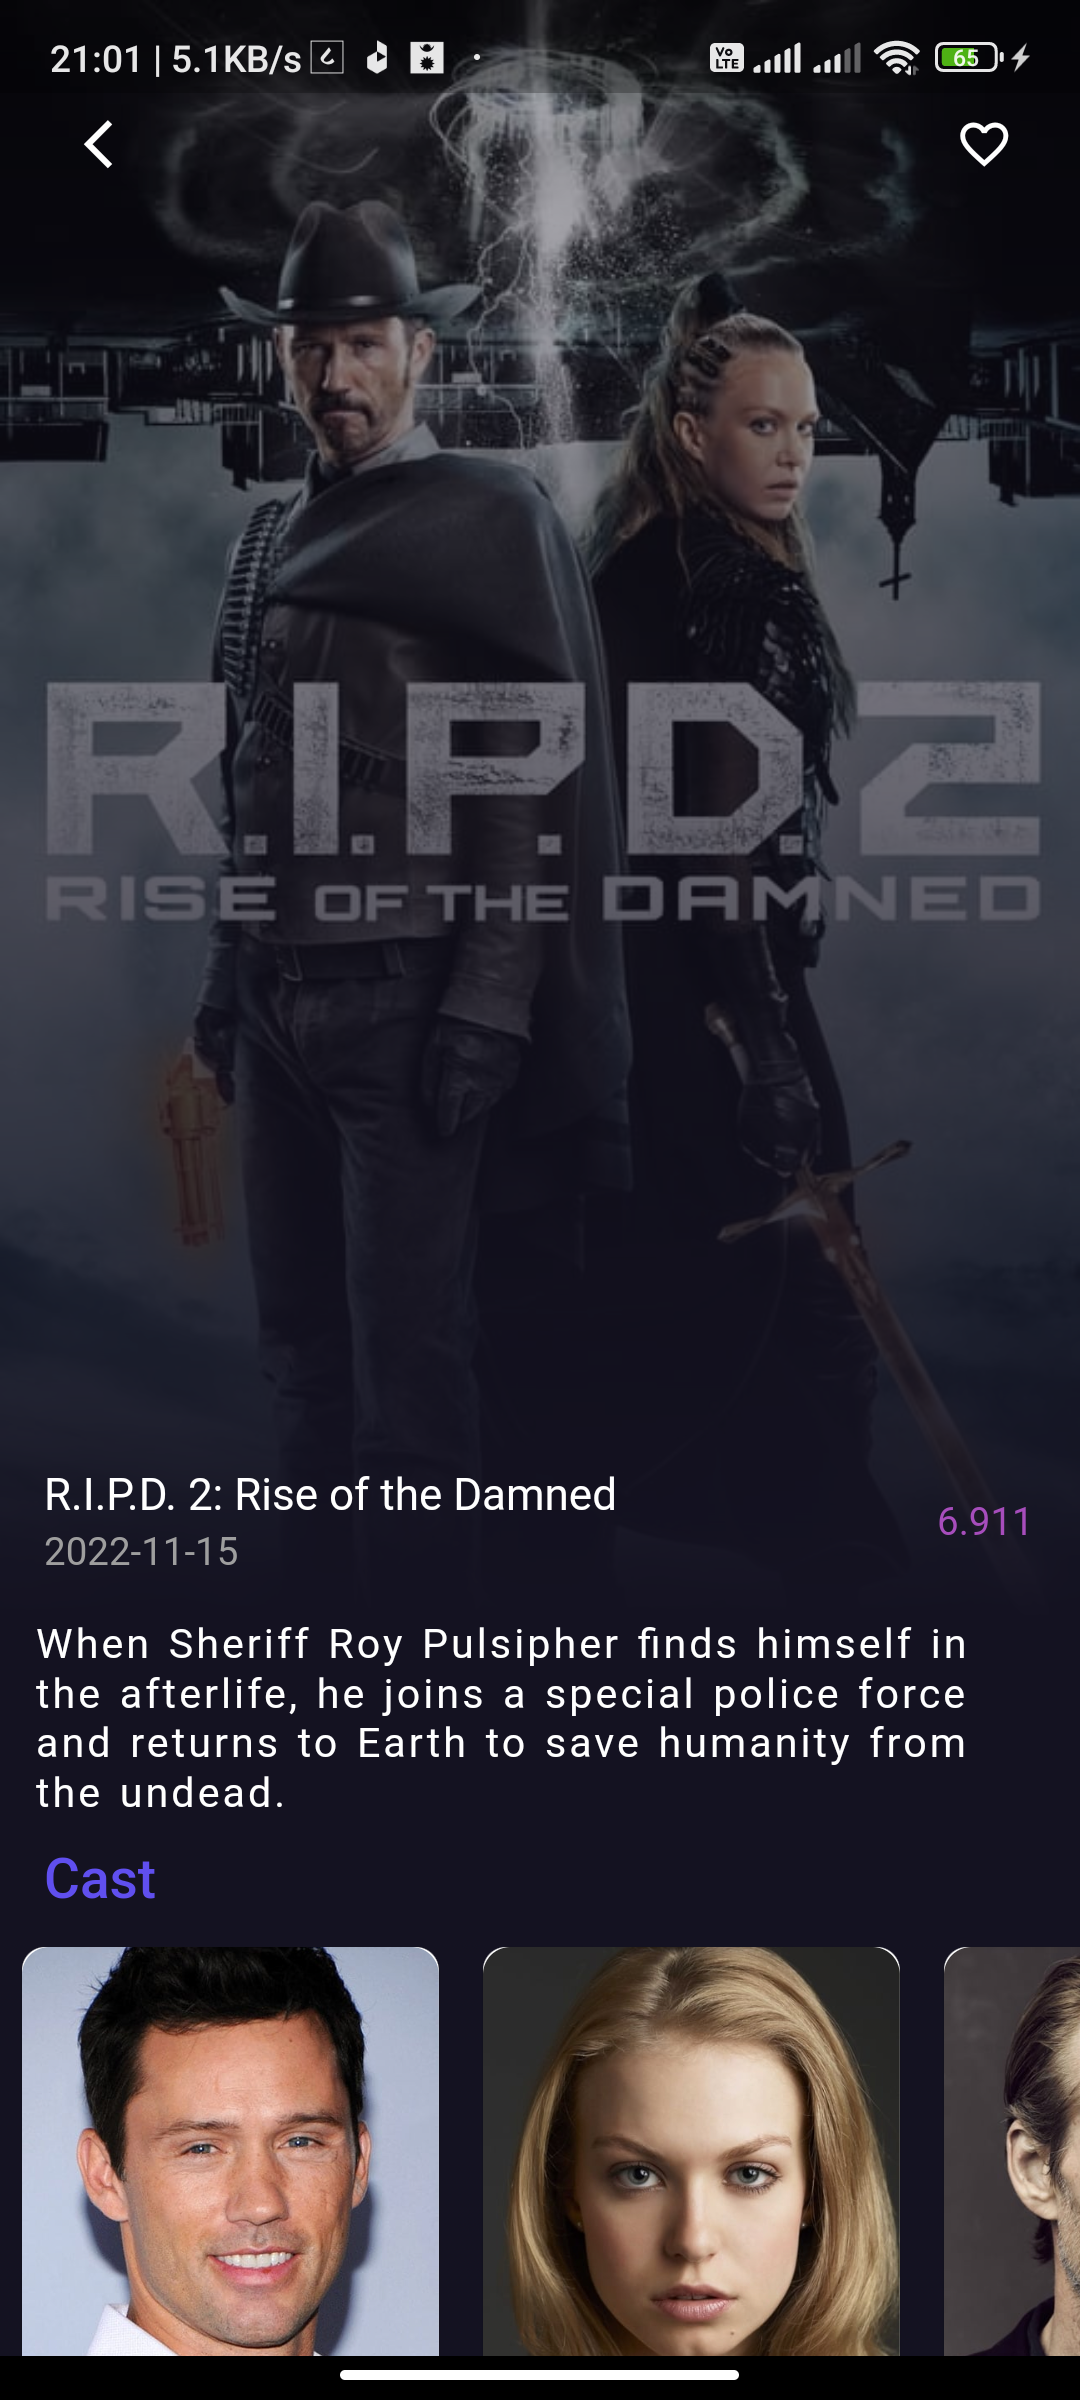 21:01 | 5.1KB/s
Vo LTE
65
R.I.P.D.2
RISE OF THE DAMNED
R.I.P.D. 2: Rise of the Damned
2022-11-15
6.911
When Sheriff Roy Pulsipher finds himself in
the afterlife, he joins a special police force
and returns to Earth to save humanity from
the undead.
Cast